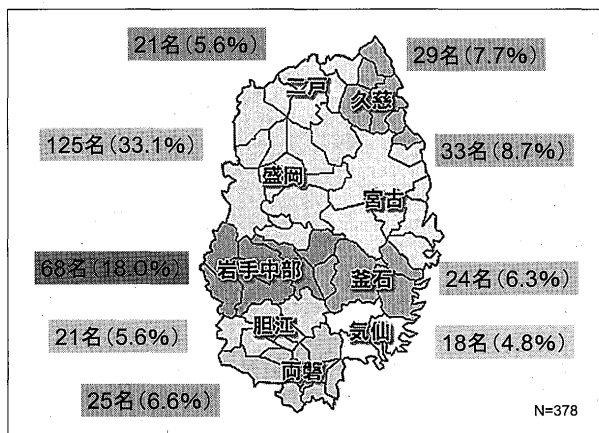 21名(5.6%)
29名(7.7%)
二戸
久慈
125名(33.1%)
33名(8.7%)
盛岡
宮古
68名(18.0%)
岩手中部
釜石
24名(6.3%)
胆江
気仙
21名(5.6%)
18名(4.8%)
両磐
25名(6.6%)
N=378